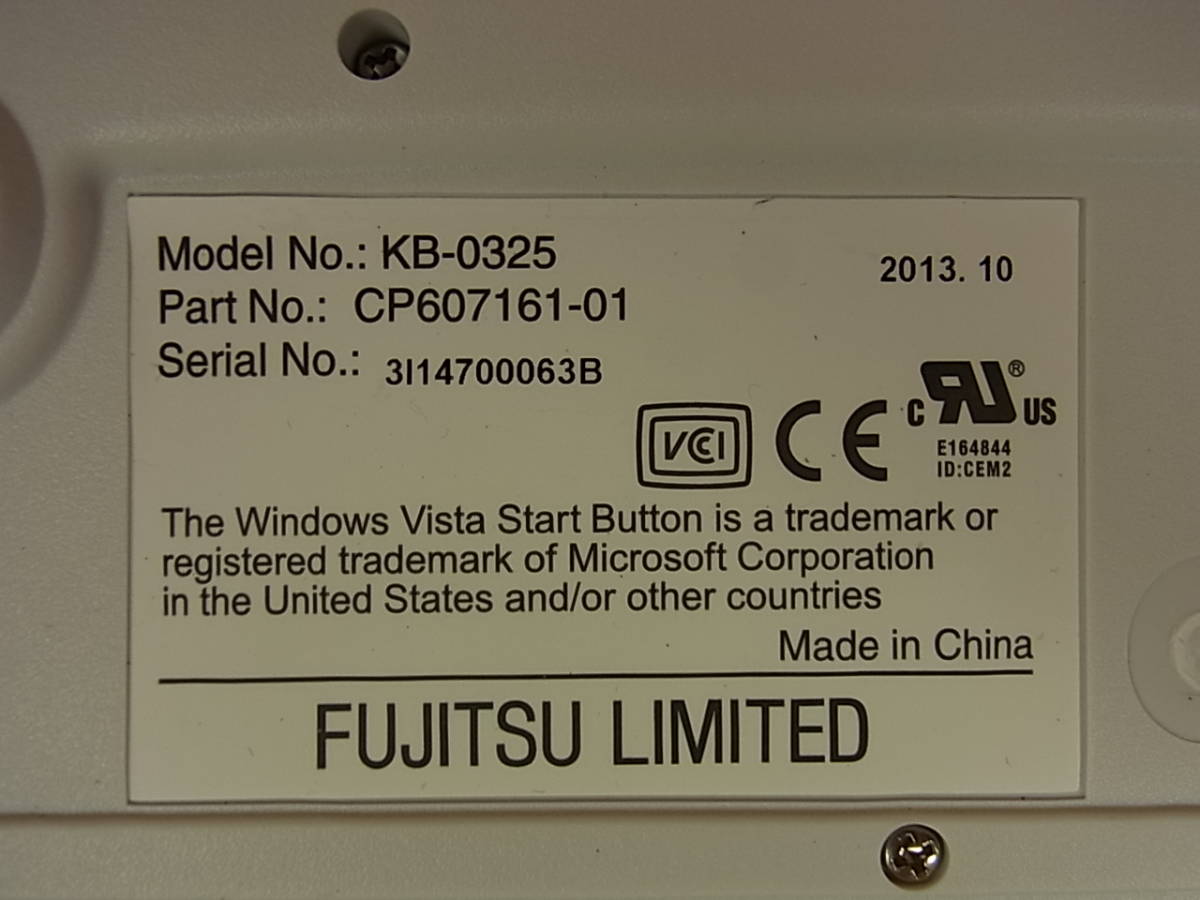 Model No.: KB-0325
2013. 10
Part No.: CP607161-01
Serial No.: 3I14700063B
VCCI
CE
C RU® US
E164844
ID:CEM2
The Windows Vista Start Button is a trademark or
registered trademark of Microsoft Corporation
in the United States and/or other countries
Made in China
FUJITSU LIMITED